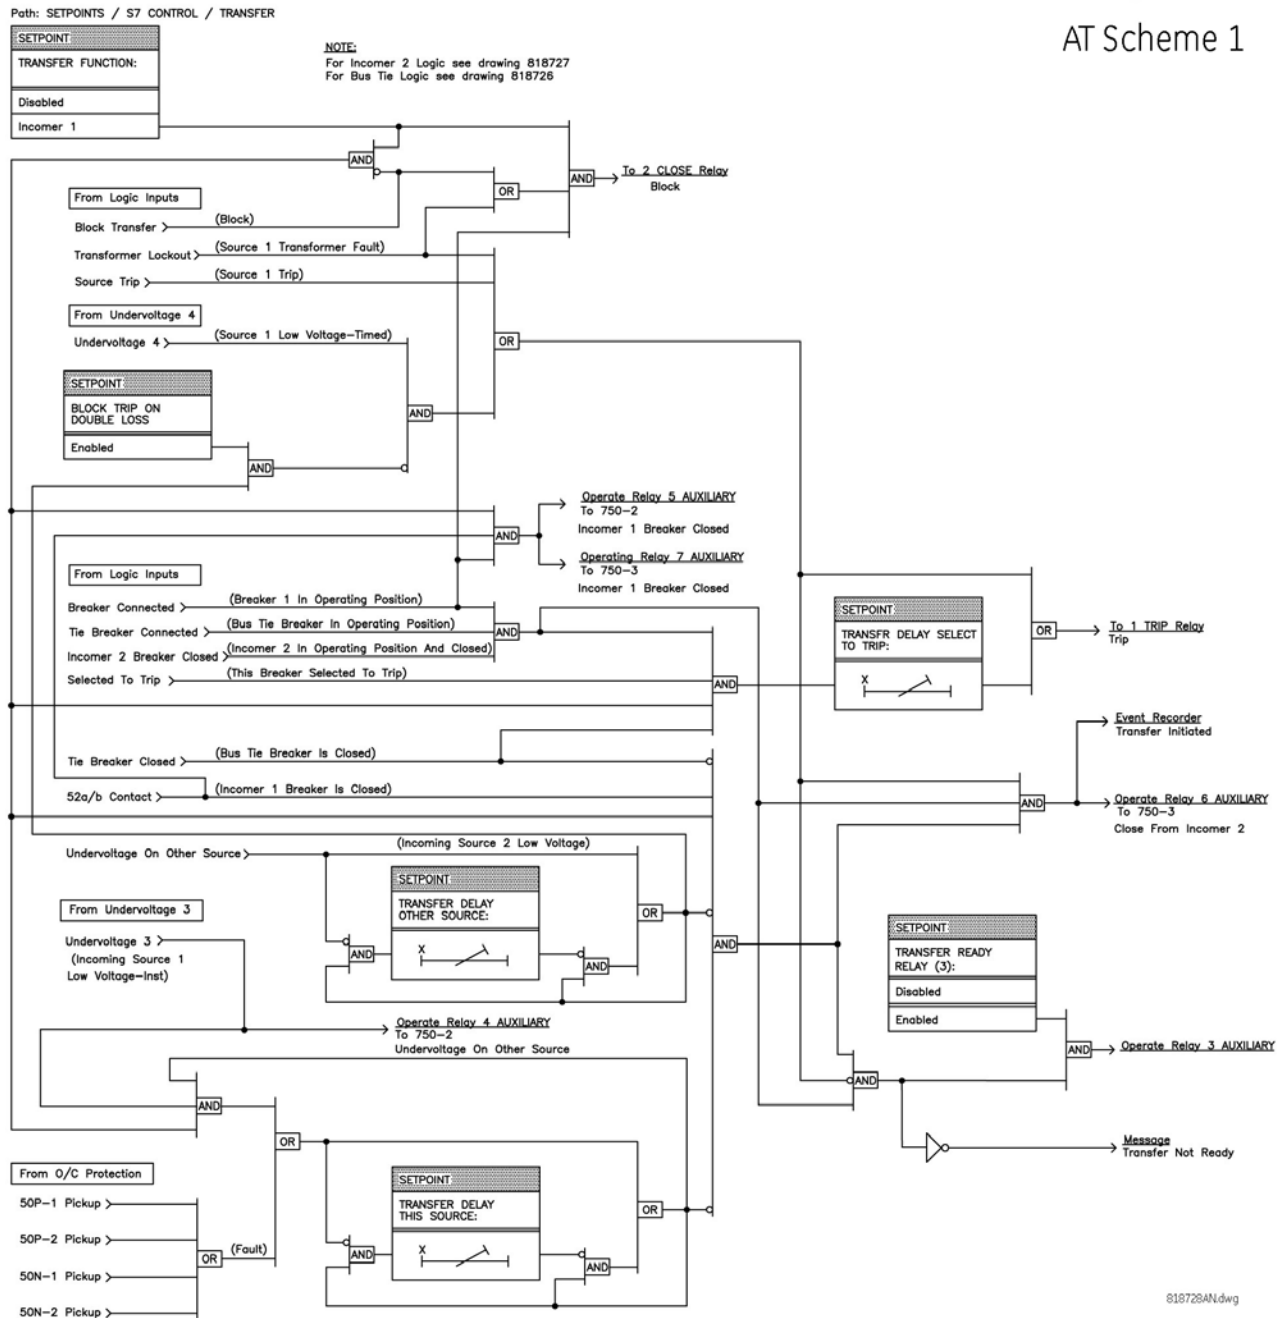 Path: SETPOINTS / S7 CONTROL / TRANSFER
AT Scheme 1
SETPOINT
TRANSFER FUNCTION:
Disabled
Incomer 1
NOTE:
For Incomer 2 Logic see drawing 818727
For Bus Tie Logic see drawing 818726
AND
OR
AND
To 2 CLOSE Relay
Block
From Logic Inputs
Block Transfer
(Block)
Transformer Lockout
(Source 1 Transformer Fault)
Source Trip
(Source 1 Trip)
From Undervoltage 4
Undervoltage 4
(Source 1 Low Voltage-Timed)
OR
SETPOINT
BLOCK TRIP ON
DOUBLE LOSS
Enabled
AND
AND
AND
Operate Relay 5 AUXILIARY
To 750-2
Incomer 1 Breaker Closed
Operating Relay 7 AUXILIARY
To 750-3
Incomer 1 Breaker Closed
From Logic Inputs
Breaker Connected
(Breaker 1 In Operating Position)
Tie Breaker Connected
(Bus Tie Breaker In Operating Position)
AND
Incomer 2 Breaker Closed
(Incomer 2 In Operating Position And Closed)
Selected To Trip
(This Breaker Selected To Trip)
AND
SETPOINT
TRANSFR DELAY SELECT
TO TRIP:
X
OR
To 1 TRIP Relay
Trip
Tie Breaker Closed
(Bus Tie Breaker Is Closed)
52a/b Contact
(Incomer 1 Breaker Is Closed)
Event Recorder
Transfer Initiated
AND
Operate Relay 6 AUXILIARY
To 750-3
Close From Incomer 2
Undervoltage On Other Source
(Incoming Source 2 Low Voltage)
SETPOINT
TRANSFER DELAY
OTHER SOURCE:
X
AND
AND
OR
AND
From Undervoltage 3
Undervoltage 3
(Incoming Source 1
Low Voltage-Inst)
SETPOINT
TRANSFER READY
RELAY (3):
Disabled
Enabled
Operate Relay 4 AUXILIARY
To 750-2
Undervoltage On Other Source
AND
Operate Relay 3 AUXILIARY
AND
AND
OR
Message
Transfer Not Ready
From O/C Protection
50P-1 Pickup
50P-2 Pickup
50N-1 Pickup
50N-2 Pickup
OR
(Fault)
SETPOINT
TRANSFER DELAY
THIS SOURCE:
X
AND
AND
OR
818728AN.dwg